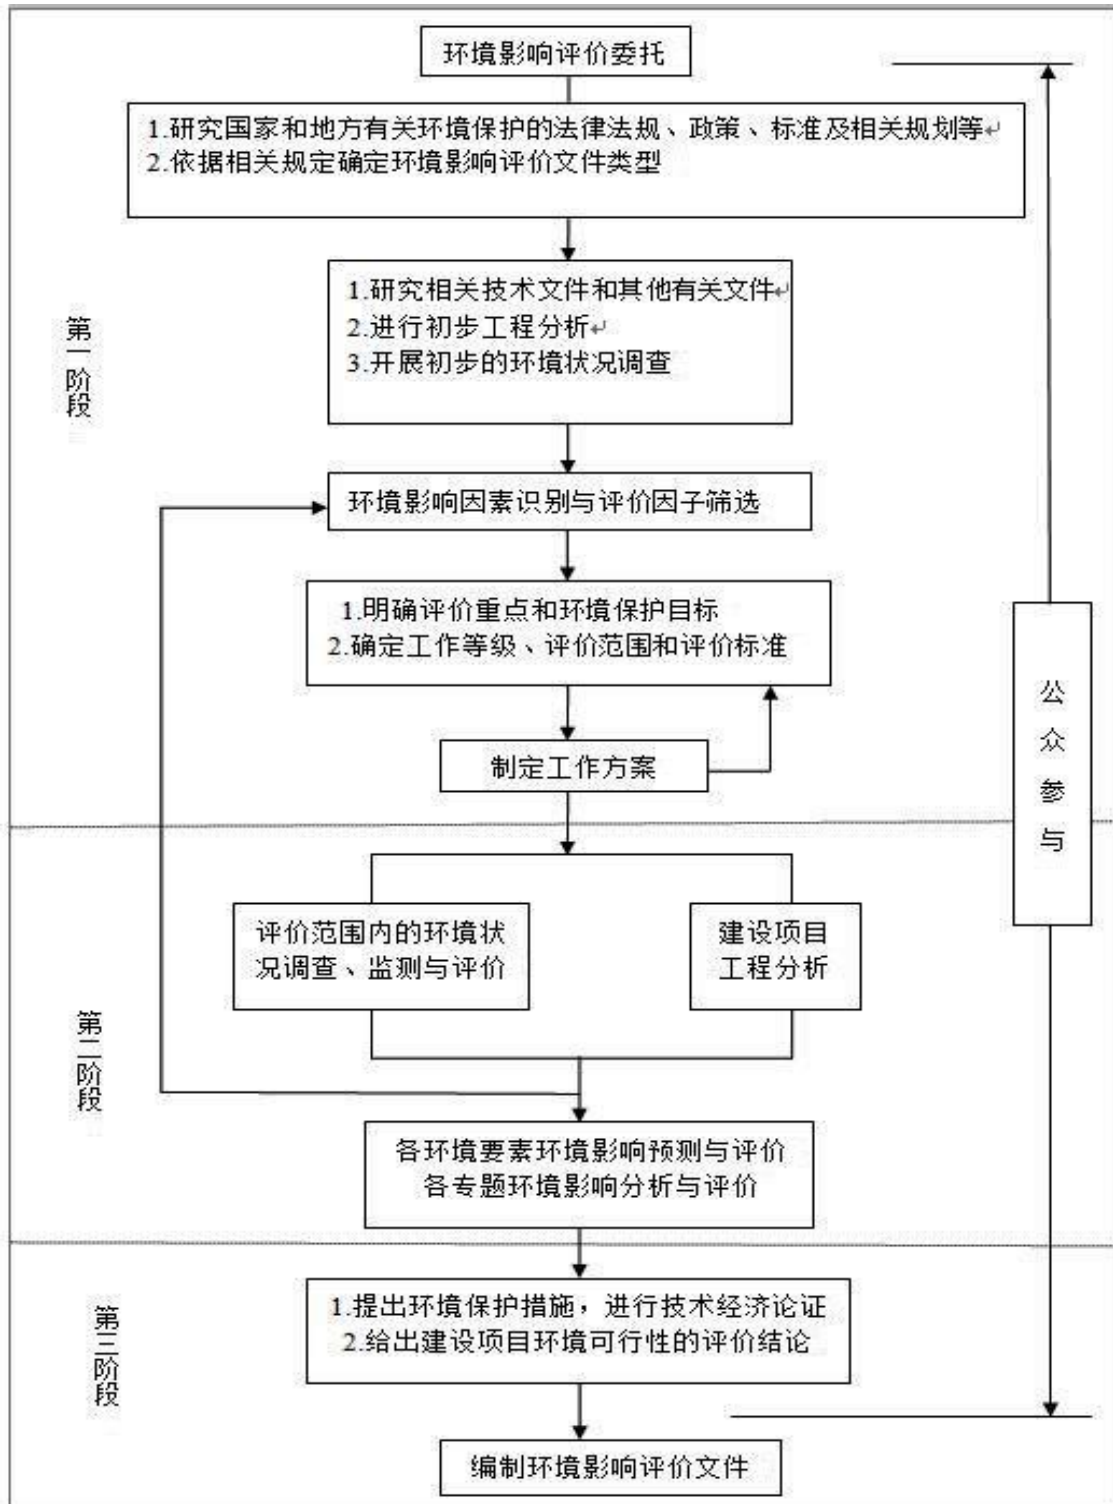 环境影响评价委托
1.研究国家和地方有关环境保护的法律法规、政策、标准及相关规划等↵
2.依据相关规定确定环境影响评价文件类型
1.研究相关技术文件和其他有关文件↵
2.进行初步工程分析↵
3.开展初步的环境状况调查
第一阶段
环境影响因素识别与评价因子筛选
1.明确评价重点和环境保护目标
2.确定工作等级、评价范围和评价标准
制定工作方案
公众参与
评价范围内的环境状
况调查、监测与评价
建设项目
工程分析
第二阶段
各环境要素环境影响预测与评价
各专题环境影响分析与评价
第三阶段
1.提出环境保护措施，进行技术经济论证
2.给出建设项目环境可行性的评价结论
编制环境影响评价文件